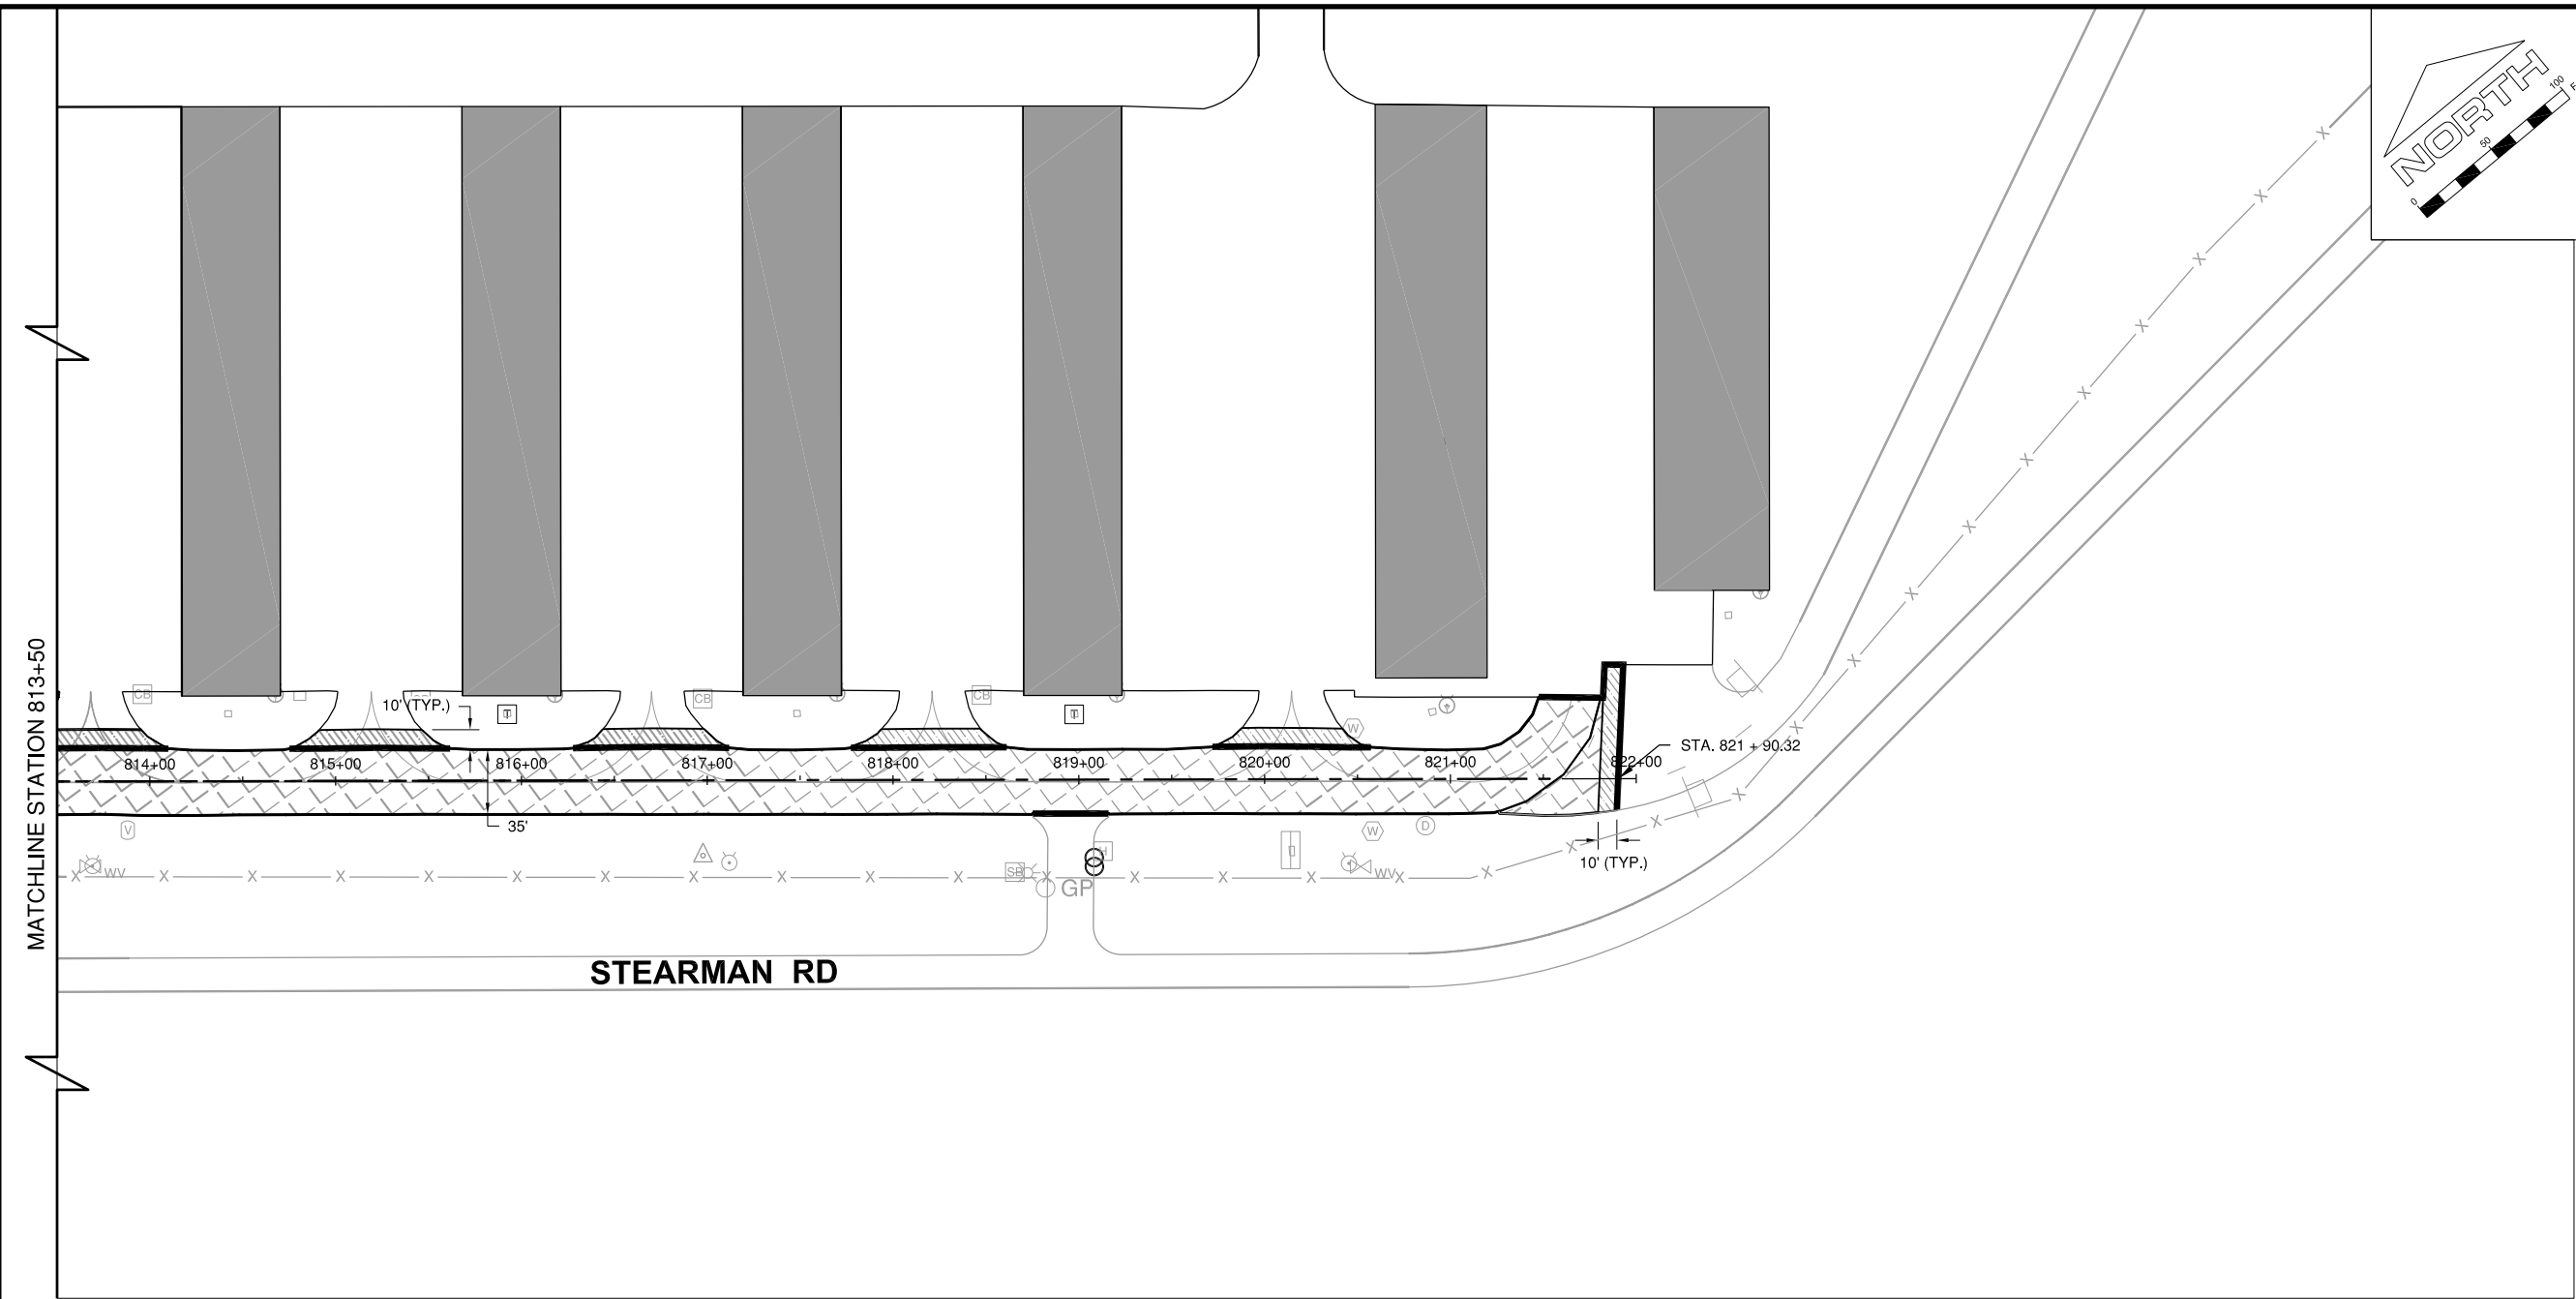 NORTH
0
50
100
MATCHLINE STATION 813+50
CB
10' (TYP.)
T
CB
CB
T
W
814+00
815+00
816+00
817+00
818+00
819+00
820+00
821+00
822+00
STA. 821 + 90.32
35'
V
W
D
H
10' (TYP.)
X WV X X X X X X X X X X X X X X WV X X X X X
SB
GP
X X X X X X X X X X X
STEARMAN RD